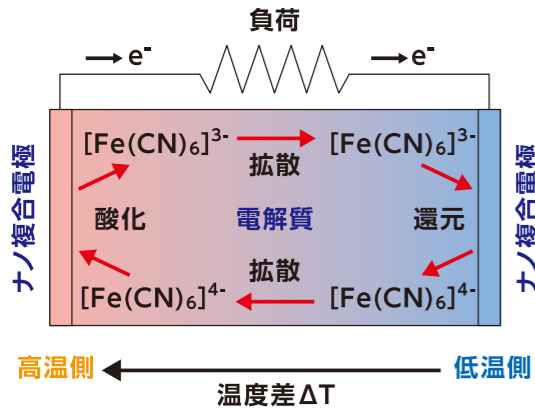 負荷
e⁻
e⁻
[Fe(CN)₆]³⁻
[Fe(CN)₆]³⁻
拡散
ナノ複合電極
酸化
電解質
還元
ナノ複合電極
拡散
[Fe(CN)₆]⁴⁻
[Fe(CN)₆]⁴⁻
高温側
低温側
温度差ΔT